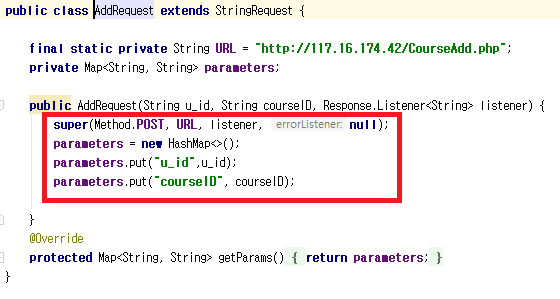 public class AddRequest extends StringRequest {
final static private String URL = "http://117.16.174.42/CourseAdd.php";
private Map<String, String> parameters;
public AddRequest(String u_id, String courseID, Response.Listener<String> listener) {
super(Method.POST, URL, listener, errorListener: null);
parameters = new HashMap<>();
parameters.put("u_id",u_id);
parameters.put("courseID", courseID);
}
@Override
protected Map<String, String> getParams() { return parameters; }
}